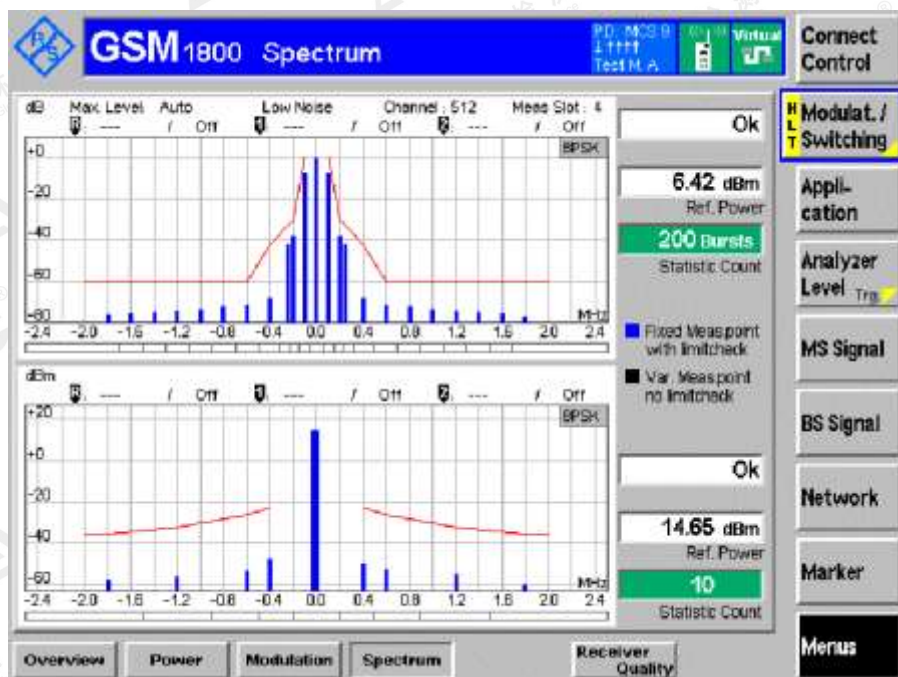 GSM 1800 Spectrum
P.D.: MCS 9
Test M. A
Virtual
Connect Control
dB Max. Level Auto Low Noise Channel : 512 Meas Slot : 4
--- / Off --- / Off --- / Off
8PSK
+0
-20
-40
-60
-80
MHz
-2.4 -2.0 -1.6 -1.2 -0.8 -0.4 0.0 0.4 0.8 1.2 1.6 2.0 2.4
Ok
6.42 dBm
Ref. Power
200 Bursts
Statistic Count
Fixed Meas.point with limitcheck
Var. Meas.point no limitcheck
dBm
--- / Off --- / Off --- / Off
8PSK
+20
+0
-20
-40
-60
MHz
-2.4 -2.0 -1.6 -1.2 -0.8 -0.4 0.0 0.4 0.8 1.2 1.6 2.0 2.4
Ok
14.65 dBm
Ref. Power
10
Statistic Count
HLT
Modulat. / Switching
Appli- cation
Analyzer Level Trg.
MS Signal
BS Signal
Network
Marker
Menus
Overview
Power
Modulation
Spectrum
Receiver Quality